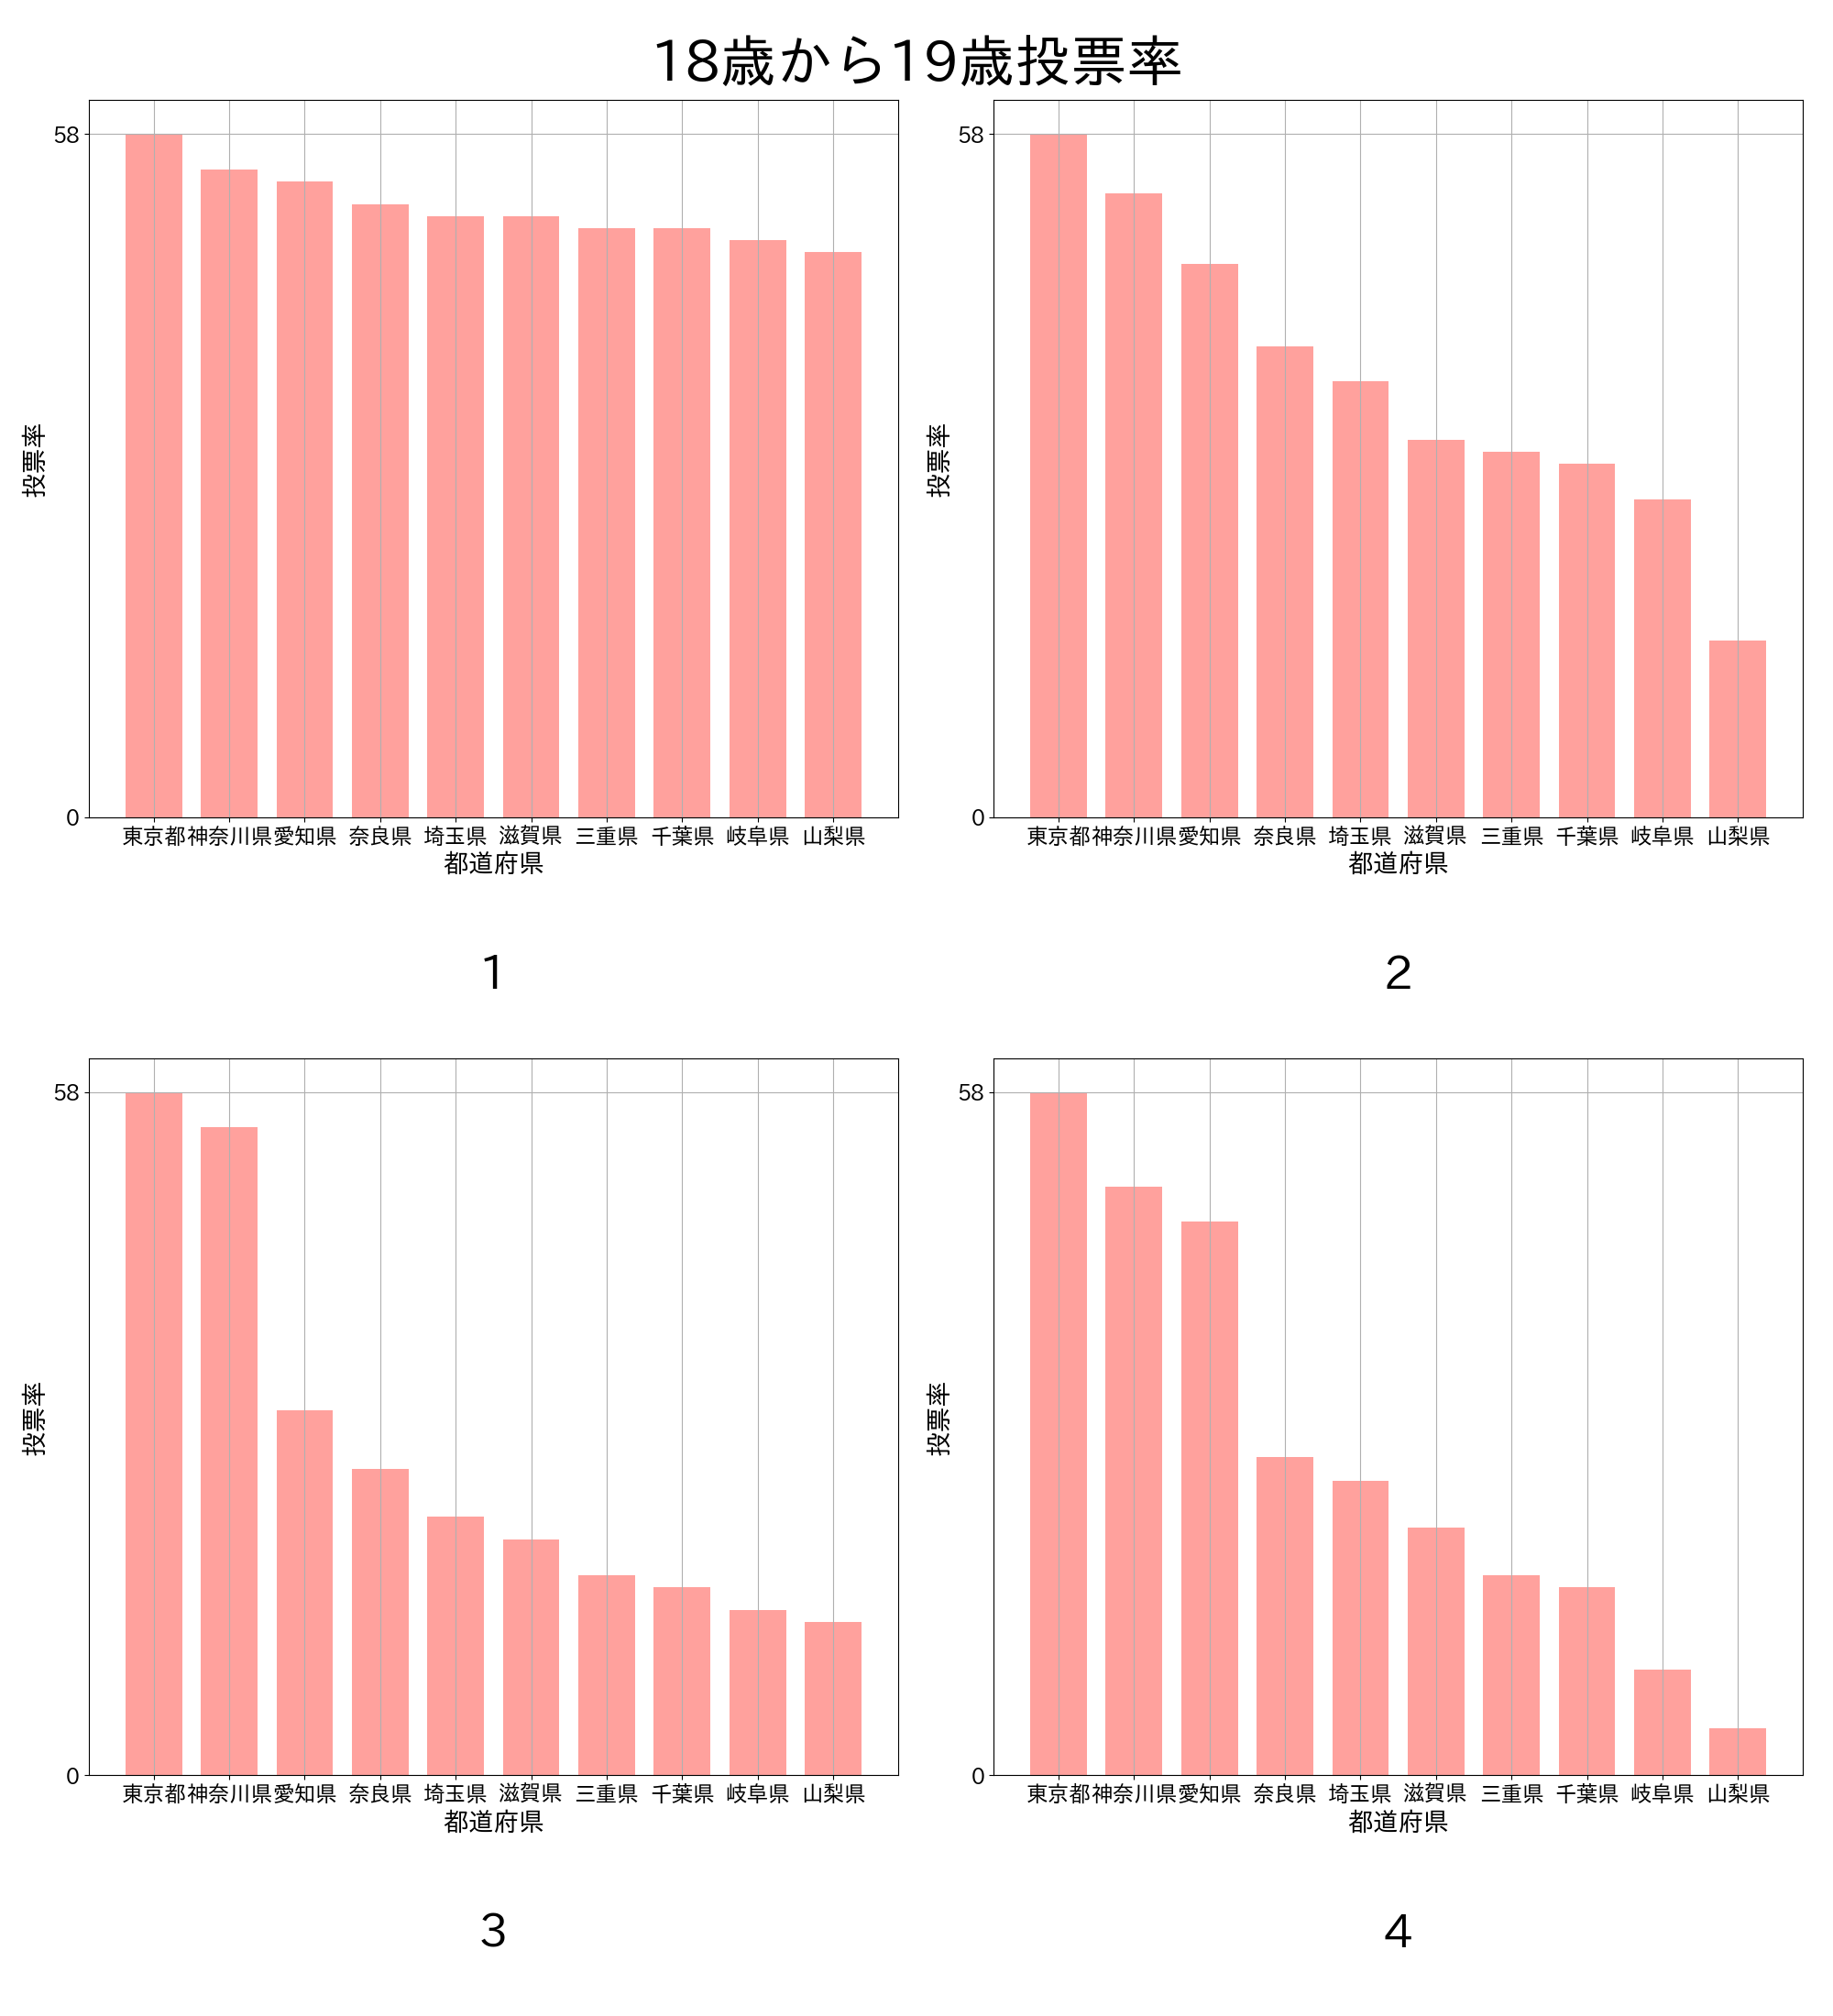 18歳から19歳投票率
58
0
投票率
東京都 神奈川県 愛知県 奈良県 埼玉県 滋賀県 三重県 千葉県 岐阜県 山梨県
都道府県
1
58
0
投票率
東京都 神奈川県 愛知県 奈良県 埼玉県 滋賀県 三重県 千葉県 岐阜県 山梨県
都道府県
2
58
0
投票率
東京都 神奈川県 愛知県 奈良県 埼玉県 滋賀県 三重県 千葉県 岐阜県 山梨県
都道府県
3
58
0
投票率
東京都 神奈川県 愛知県 奈良県 埼玉県 滋賀県 三重県 千葉県 岐阜県 山梨県
都道府県
4